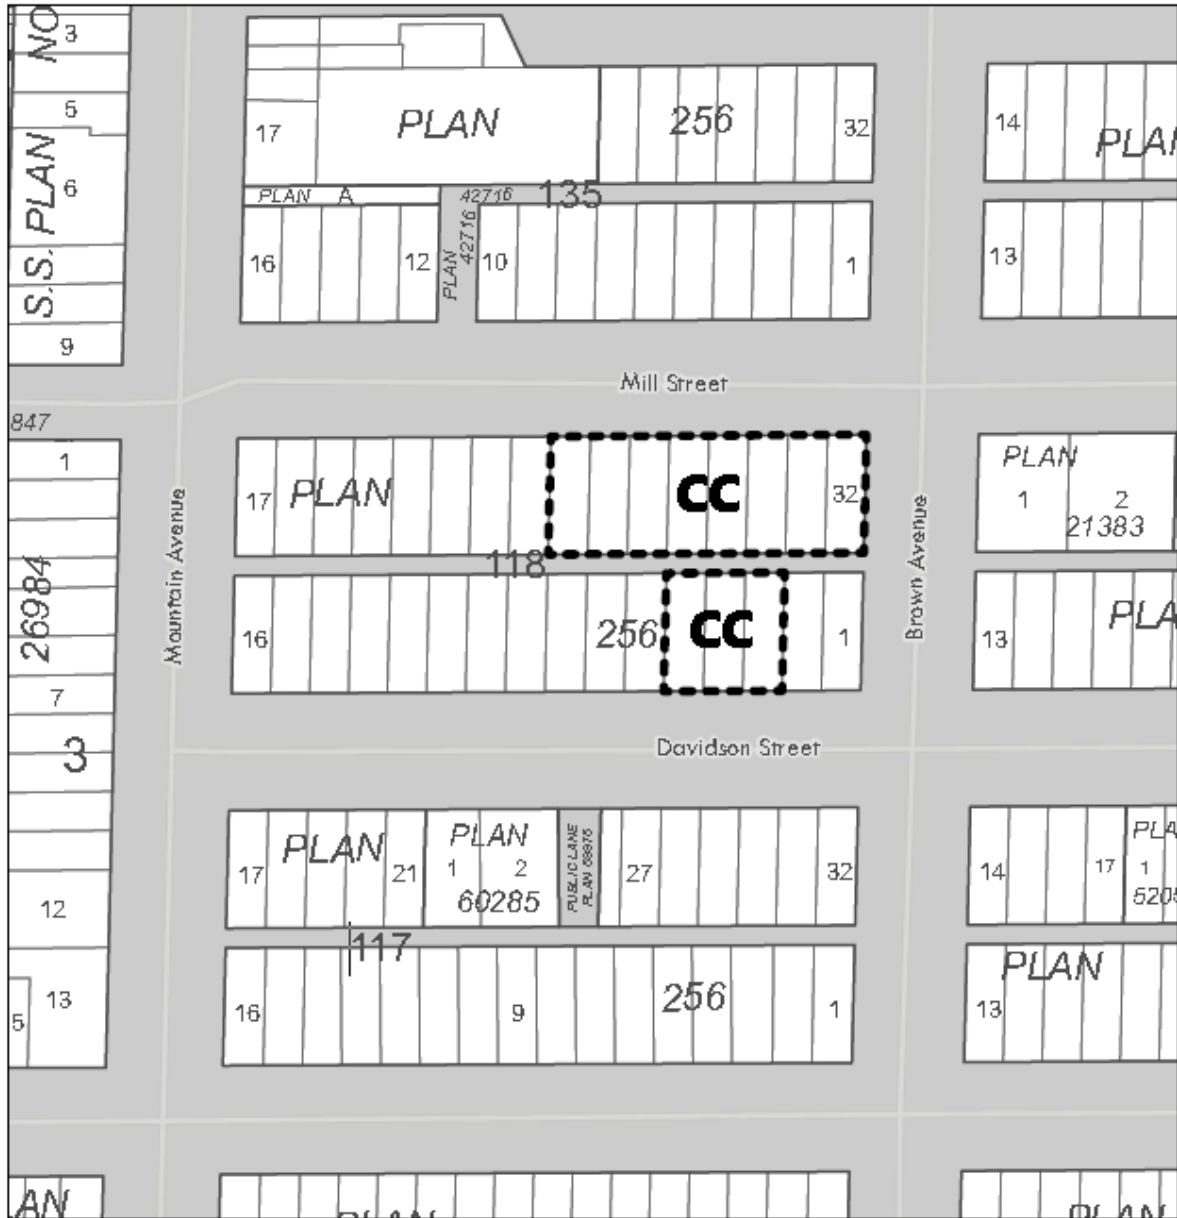 NO
3
5
S.S. PLAN
6
9
17
PLAN
256
32
14
PLAN
PLAN A
42716
135
16
12
PLAN
42716
10
1
13
Mill Street
847
1
17
PLAN
CC
32
PLAN
1
2
21383
Mountain Avenue
Brown Avenue
118
26984
16
256
CC
1
13
PLA
7
3
Davidson Street
17
PLAN
21
PLAN
1
2
60285
PUBLIC LANE
27
32
14
17
PLA
1
5205
12
117
13
5
16
9
256
1
PLAN
13
AN
PLAN
PLAN